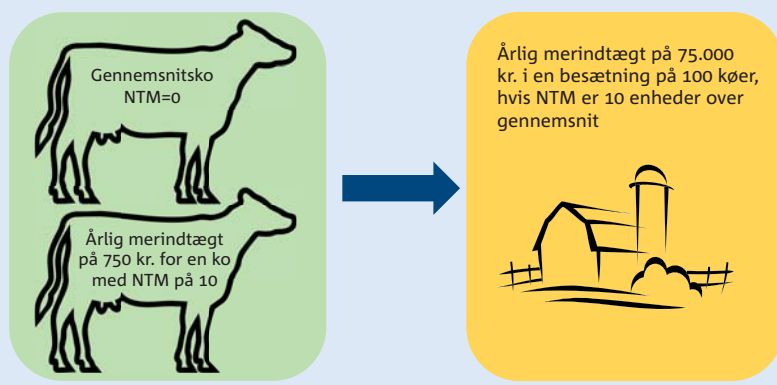 Gennemsnitsko
NTM=0
Årlig merindtægt
på 750 kr. for en ko
med NTM på 10
Årlig merindtægt på 75.000
kr. i en besætning på 100 køer,
hvis NTM er 10 enheder over
gennemsnit